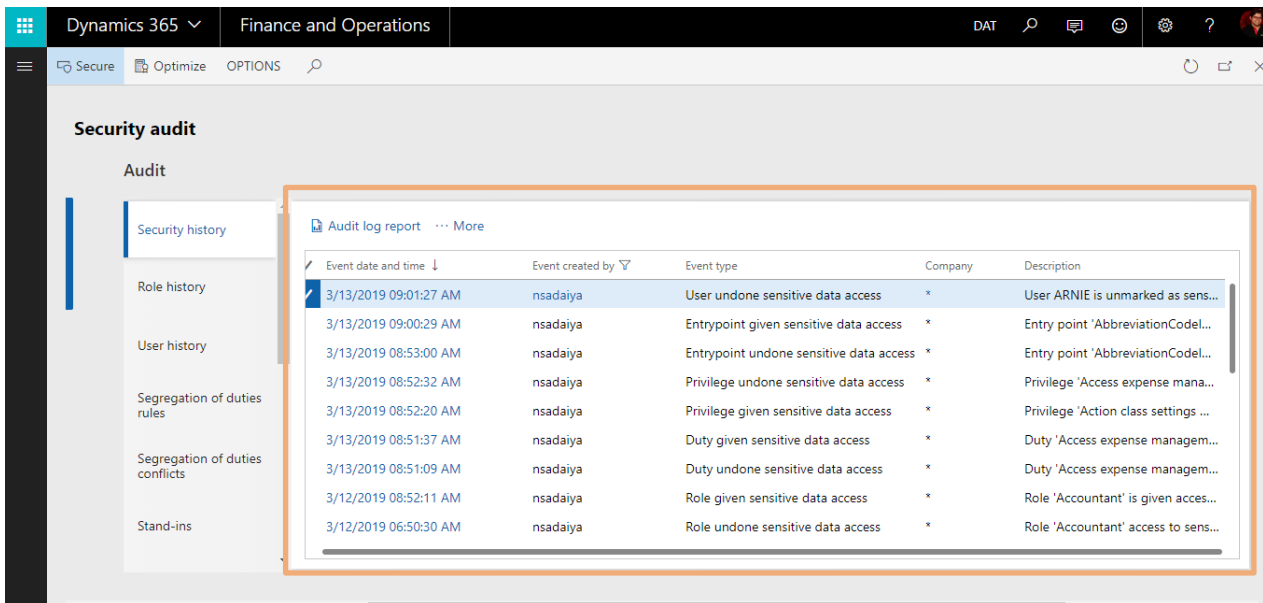 Dynamics 365 Finance and Operations DAT ?
Secure Optimize OPTIONS
Security audit
Audit
Security history
Role history
User history
Segregation of duties
rules
Segregation of duties
conflicts
Stand-ins
Audit log report ··· More
Event date and time ↓ Event created by Event type Company Description
3/13/2019 09:01:27 AM nsadaiya User undone sensitive data access * User ARNIE is unmarked as sens...
3/13/2019 09:00:29 AM nsadaiya Entrypoint given sensitive data access * Entry point 'AbbreviationCodeI...
3/13/2019 08:53:00 AM nsadaiya Entrypoint undone sensitive data access * Entry point 'AbbreviationCodeI...
3/13/2019 08:52:32 AM nsadaiya Privilege undone sensitive data access * Privilege 'Access expense mana...
3/13/2019 08:52:20 AM nsadaiya Privilege given sensitive data access * Privilege 'Action class settings ...
3/13/2019 08:51:37 AM nsadaiya Duty given sensitive data access * Duty 'Access expense managem...
3/13/2019 08:51:09 AM nsadaiya Duty undone sensitive data access * Duty 'Access expense managem...
3/12/2019 08:52:11 AM nsadaiya Role given sensitive data access * Role 'Accountant' is given acces...
3/12/2019 06:50:30 AM nsadaiya Role undone sensitive data access * Role 'Accountant' access to sens...